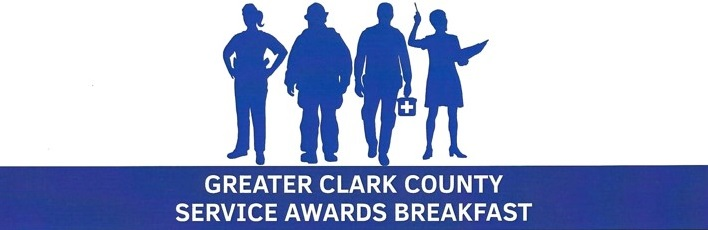 GREATER CLARK COUNTY
SERVICE AWARDS BREAKFAST